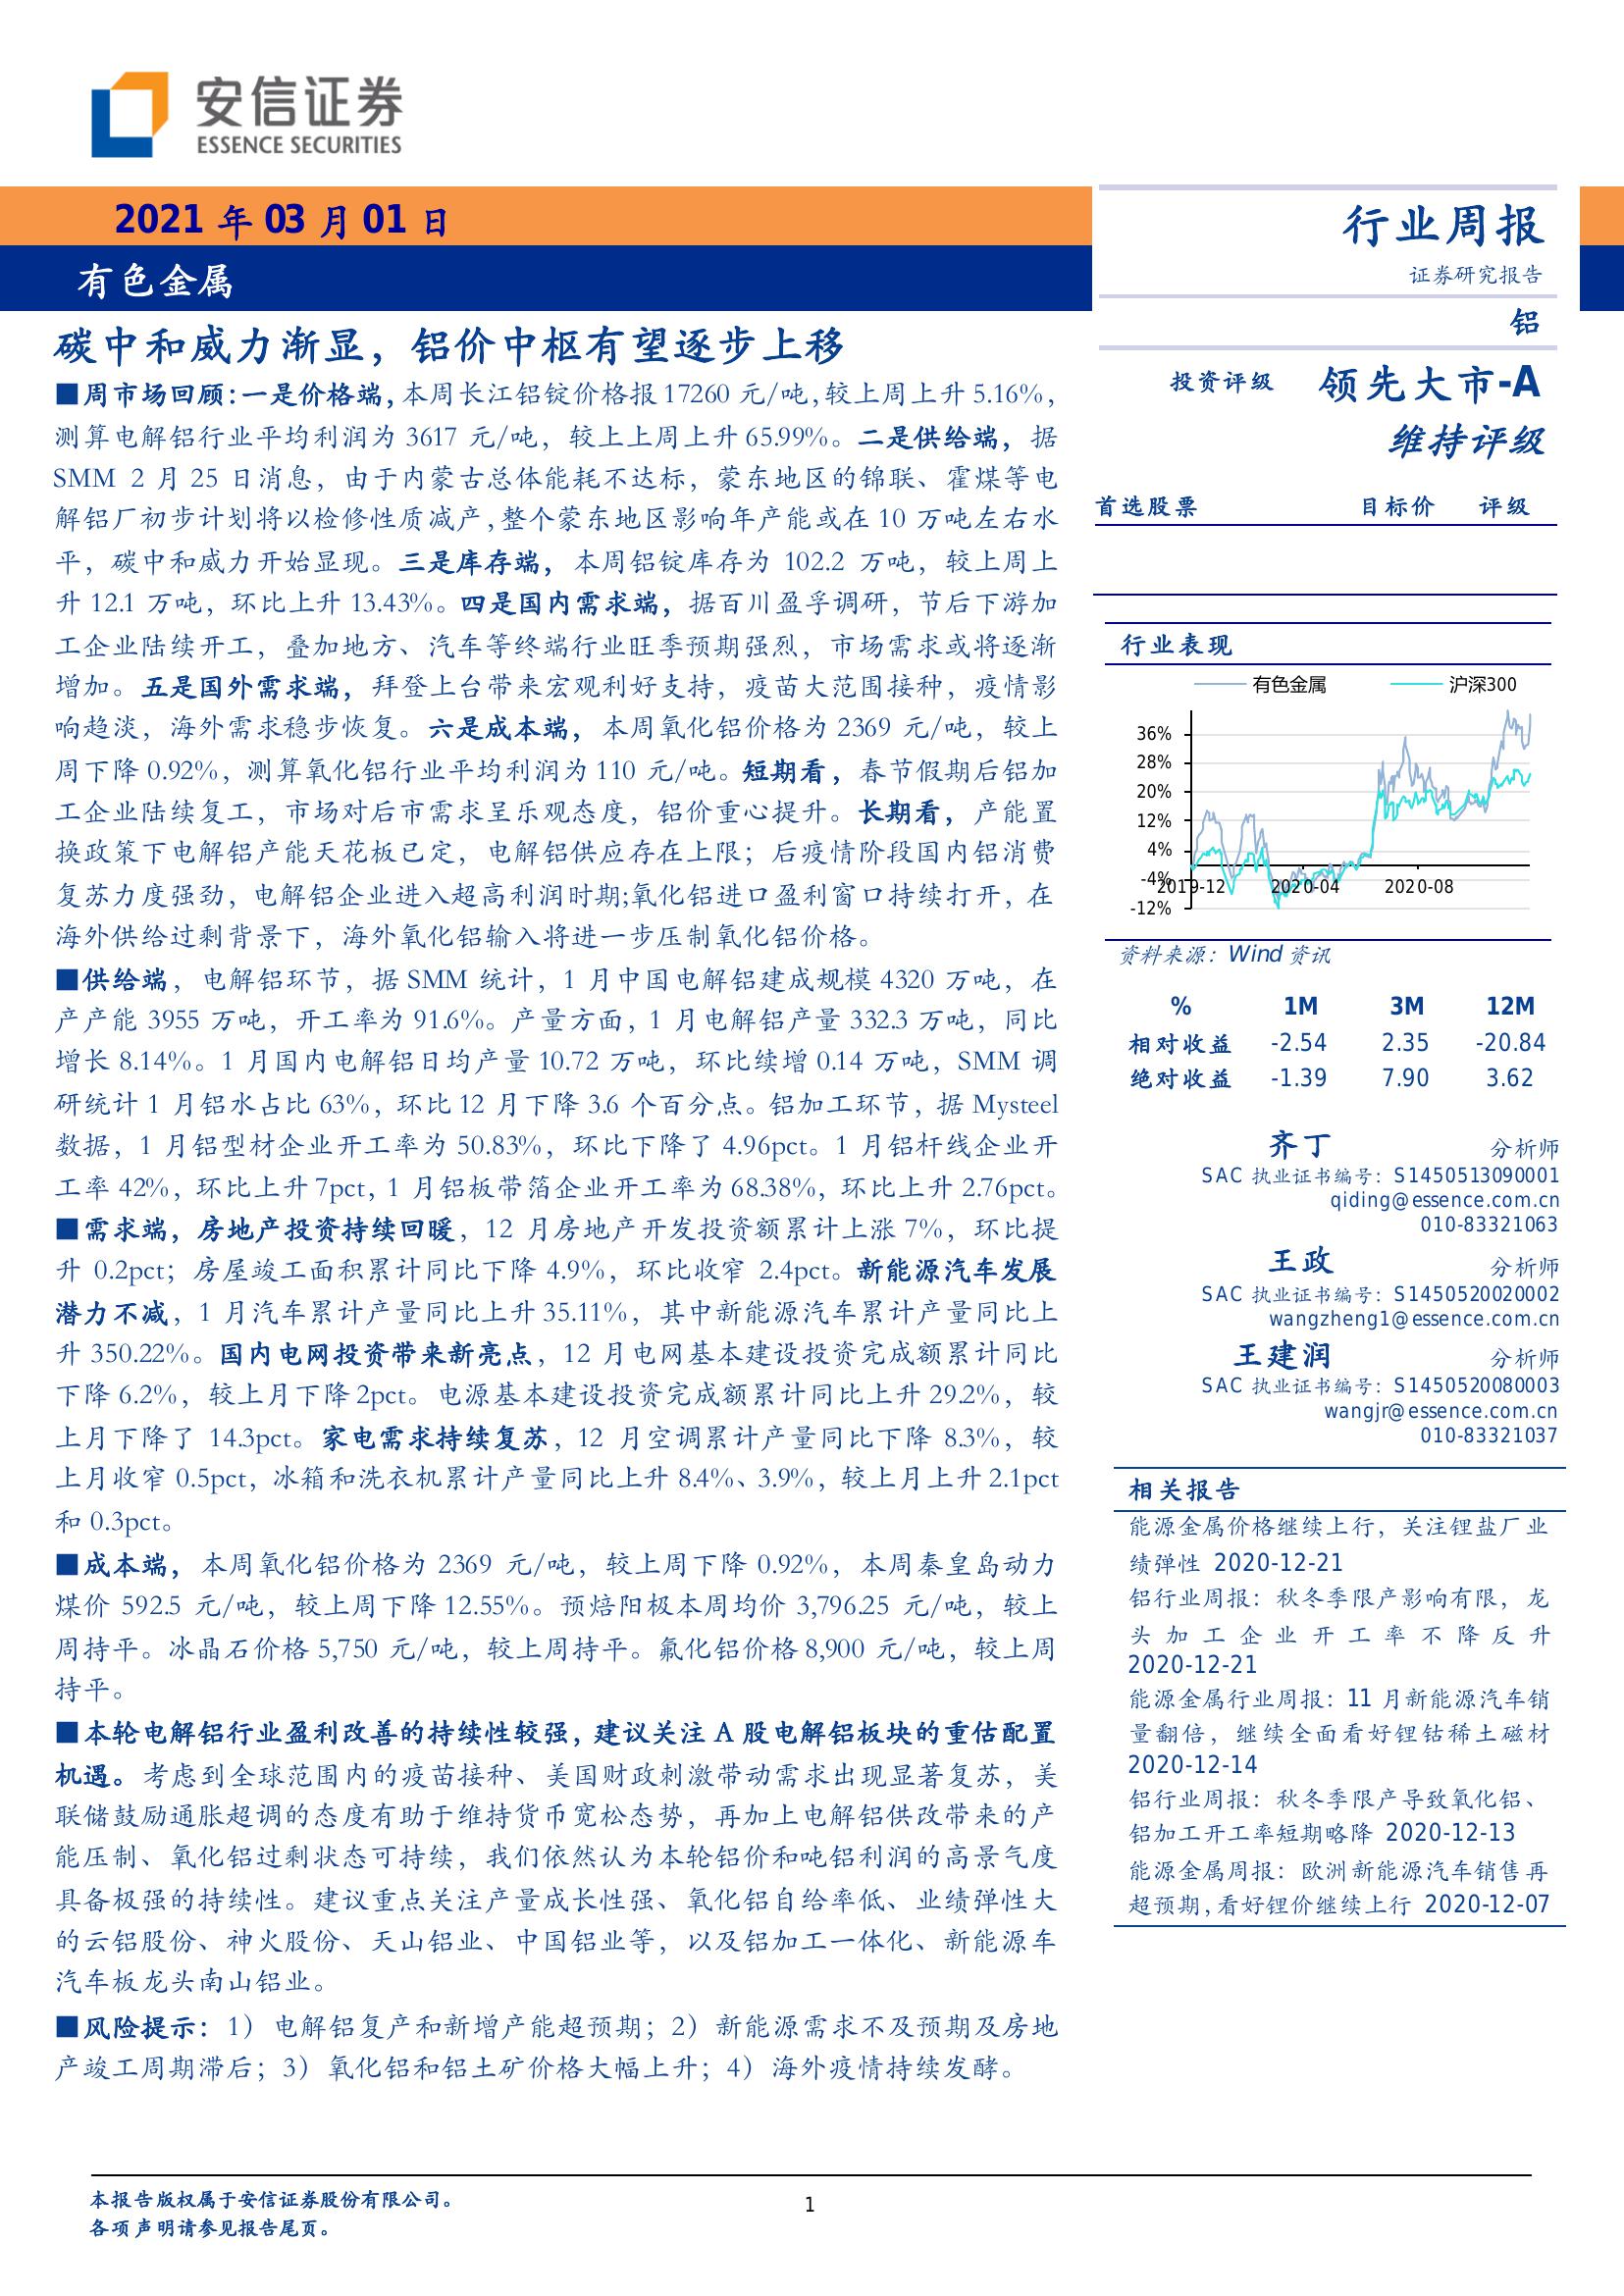 安信证券
ESSENCE SECURITIES
2021 年 03 月 01 日
有色金属
碳中和威力渐显，铝价中枢有望逐步上移
■周市场回顾：一是价格端，本周长江铝锭价格报 17260 元/吨，较上周上升 5.16%，
测算电解铝行业平均利润为 3617 元/吨，较上上周上升 65.99%。二是供给端，据
SMM 2 月 25 日消息，由于内蒙古总体能耗不达标，蒙东地区的锦联、霍煤等电
解铝厂初步计划将以检修性质减产，整个蒙东地区影响年产能或在 10 万吨左右水
平，碳中和威力开始显现。三是库存端，本周铝锭库存为 102.2 万吨，较上周上
升 12.1 万吨，环比上升 13.43%。四是国内需求端，据百川盈孚调研，节后下游加
工企业陆续开工，叠加地方、汽车等终端行业旺季预期强烈，市场需求或将逐渐
增加。五是国外需求端，拜登上台带来宏观利好支持，疫苗大范围接种，疫情影
响趋淡，海外需求稳步恢复。六是成本端，本周氧化铝价格为 2369 元/吨，较上
周下降 0.92%，测算氧化铝行业平均利润为 110 元/吨。短期看，春节假期后铝加
工企业陆续复工，市场对后市需求呈乐观态度，铝价重心提升。长期看，产能置
换政策下电解铝产能天花板已定，电解铝供应存在上限；后疫情阶段国内铝消费
复苏力度强劲，电解铝企业进入超高利润时期;氧化铝进口盈利窗口持续打开，在
海外供给过剩背景下，海外氧化铝输入将进一步压制氧化铝价格。
■供给端，电解铝环节，据 SMM 统计，1 月中国电解铝建成规模 4320 万吨，在
产产能 3955 万吨，开工率为 91.6%。产量方面，1 月电解铝产量 332.3 万吨，同比
增长 8.14%。1 月国内电解铝日均产量 10.72 万吨，环比续增 0.14 万吨，SMM 调
研统计 1 月铝水占比 63%，环比 12 月下降 3.6 个百分点。铝加工环节，据 Mysteel
数据，1 月铝型材企业开工率为 50.83%，环比下降了 4.96pct。1 月铝杆线企业开
工率 42%，环比上升 7pct，1 月铝板带箔企业开工率为 68.38%，环比上升 2.76pct。
■需求端，房地产投资持续回暖，12 月房地产开发投资额累计上涨 7%，环比提
升 0.2pct；房屋竣工面积累计同比下降 4.9%，环比收窄 2.4pct。新能源汽车发展
潜力不减，1 月汽车累计产量同比上升 35.11%，其中新能源汽车累计产量同比上
升 350.22%。国内电网投资带来新亮点，12 月电网基本建设投资完成额累计同比
下降 6.2%，较上月下降 2pct。电源基本建设投资完成额累计同比上升 29.2%，较
上月下降了 14.3pct。家电需求持续复苏，12 月空调累计产量同比下降 8.3%，较
上月收窄 0.5pct，冰箱和洗衣机累计产量同比上升 8.4%、3.9%，较上月上升 2.1pct
和 0.3pct。
■成本端，本周氧化铝价格为 2369 元/吨，较上周下降 0.92%，本周秦皇岛动力
煤价 592.5 元/吨，较上周下降 12.55%。预焙阳极本周均价 3,796.25 元/吨，较上
周持平。冰晶石价格 5,750 元/吨，较上周持平。氟化铝价格 8,900 元/吨，较上周
持平。
■本轮电解铝行业盈利改善的持续性较强，建议关注 A 股电解铝板块的重估配置
机遇。考虑到全球范围内的疫苗接种、美国财政刺激带动需求出现显著复苏，美
联储鼓励通胀超调的态度有助于维持货币宽松态势，再加上电解铝供改带来的产
能压制、氧化铝过剩状态可持续，我们依然认为本轮铝价和吨铝利润的高景气度
具备极强的持续性。建议重点关注产量成长性强、氧化铝自给率低、业绩弹性大
的云铝股份、神火股份、天山铝业、中国铝业等，以及铝加工一体化、新能源车
汽车板龙头南山铝业。
■风险提示：1）电解铝复产和新增产能超预期；2）新能源需求不及预期及房地
产竣工周期滞后；3）氧化铝和铝土矿价格大幅上升；4）海外疫情持续发酵。
行业周报
证券研究报告
铝
投资评级 领先大市-A
维持评级
首选股票 目标价 评级
行业表现
有色金属 沪深300
36%
28%
20%
12%
4%
-4%
-12%
2019-12 2020-04 2020-08
资料来源：Wind 资讯
% 1M 3M 12M
相对收益 -2.54 2.35 -20.84
绝对收益 -1.39 7.90 3.62
齐丁 分析师
SAC 执业证书编号：S1450513090001
qiding@essence.com.cn
010-83321063
王政 分析师
SAC 执业证书编号：S1450520020002
wangzheng1@essence.com.cn
王建润 分析师
SAC 执业证书编号：S1450520080003
wangjr@essence.com.cn
010-83321037
相关报告
能源金属价格继续上行，关注锂盐厂业
绩弹性 2020-12-21
铝行业周报：秋冬季限产影响有限，龙
头加工企业开工率不降反升
2020-12-21
能源金属行业周报：11 月新能源汽车销
量翻倍，继续全面看好锂钴稀土磁材
2020-12-14
铝行业周报：秋冬季限产导致氧化铝、
铝加工开工率短期略降 2020-12-13
能源金属周报：欧洲新能源汽车销售再
超预期，看好锂价继续上行 2020-12-07
本报告版权属于安信证券股份有限公司。
各项声明请参见报告尾页。
1